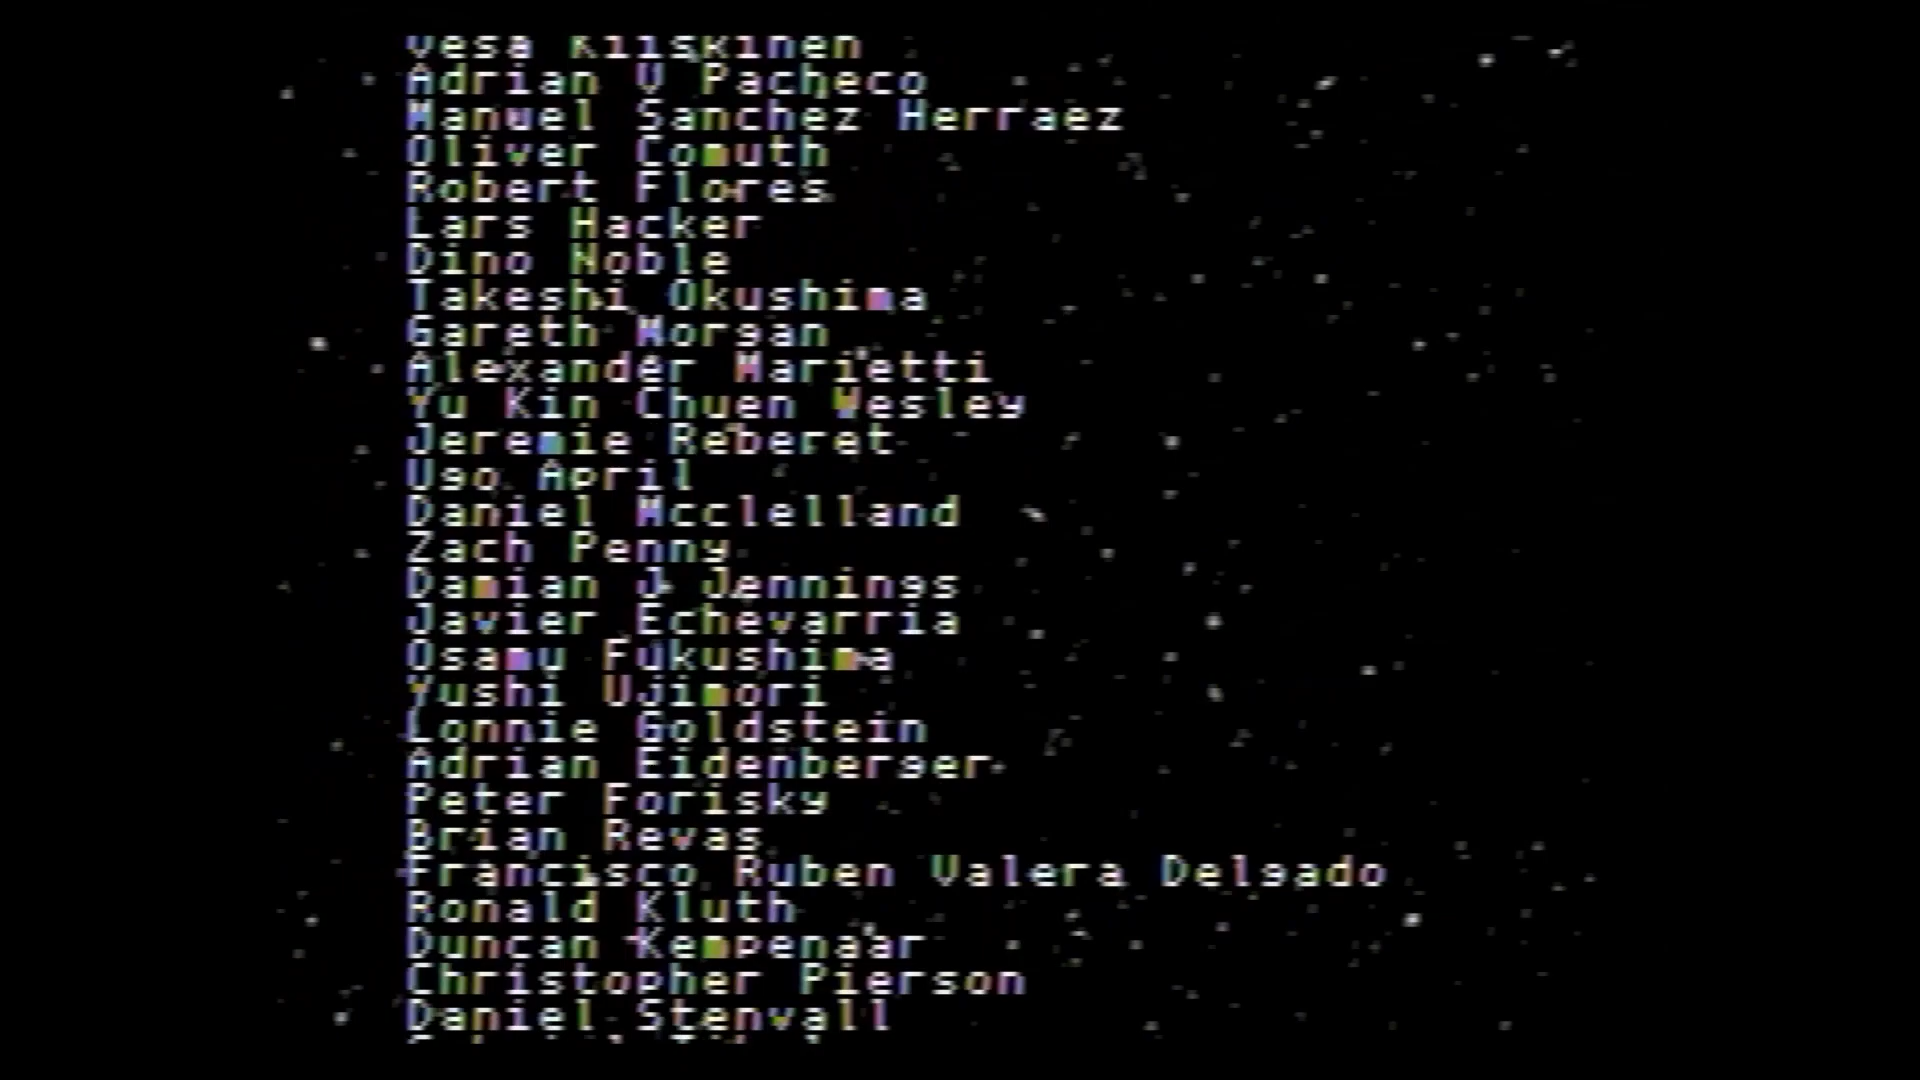 Vesa Kiiskinen
Adrian V Pacheco
Manuel Sanchez Herraez
Oliver Comuth
Robert Flores
Lars Hacker
Dino Noble
Takeshi Okushima
Gareth Morgan
Alexander Marietti
Yu Kin Chuen Wesley
Jeremie Reberet
Ugo April
Daniel Mcclelland
Zach Penny
Damian J Jennings
Javier Echevarria
Osamu Fukushima
Yushi Ujimori
Lonnie Goldstein
Adrian Eidenberger
Peter Forisky
Brian Revas
Francisco Ruben Valera Delgado
Ronald Kluth
Duncan Kempenaar
Christopher Pierson
Daniel Stenvall